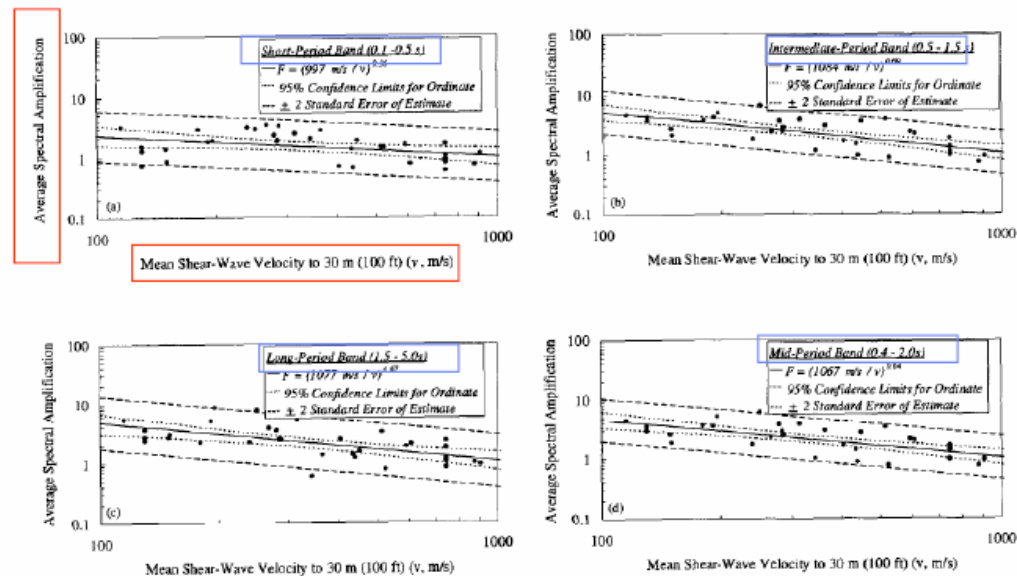 Average Spectral Amplification
100
10
1
0.1
Short-Period Band (0.1 -0.5 s)
F = (997 m/s / v)
95% Confidence Limits for Ordinate
± 2 Standard Error of Estimate
(a)
100
1000
Mean Shear-Wave Velocity to 30 m (100 ft) (v, m/s)
Average Spectral Amplification
100
10
1
0.1
Intermediate-Period Band (0.5 - 1.5 s)
F = (1084 m/s / v)
95% Confidence Limits for Ordinate
± 2 Standard Error of Estimate
(b)
100
1000
Mean Shear-Wave Velocity to 30 m (100 ft) (v, m/s)
Average Spectral Amplification
100
10
1
0.1
Long-Period Band (1.5 - 5.0s)
F = (1077 m/s / v)
95% Confidence Limits for Ordinate
± 2 Standard Error of Estimate
(c)
100
1000
Mean Shear-Wave Velocity to 30 m (100 ft) (v, m/s)
Average Spectral Amplification
100
10
1
0.1
Mid-Period Band (0.4 - 2.0s)
F = (1067 m/s / v)
95% Confidence Limits for Ordinate
± 2 Standard Error of Estimate
(d)
100
1000
Mean Shear-Wave Velocity to 30 m (100 ft) (v, m/s)